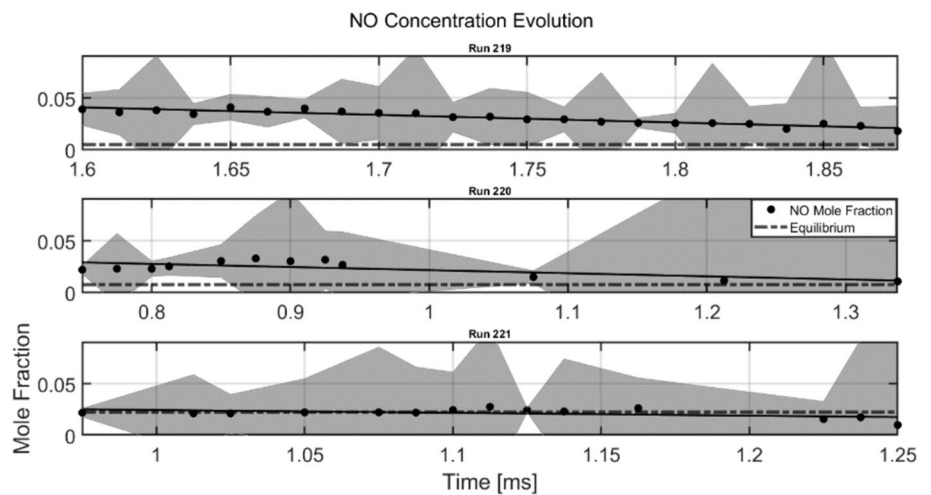 NO Concentration Evolution
Run 219
0.05
0
1.6 1.65 1.7 1.75 1.8 1.85
Run 220
0.05
0
NO Mole Fraction
Equilibrium
0.8 0.9 1 1.1 1.2 1.3
Run 221
0.05
0
1 1.05 1.1 1.15 1.2 1.25
Mole Fraction
Time [ms]